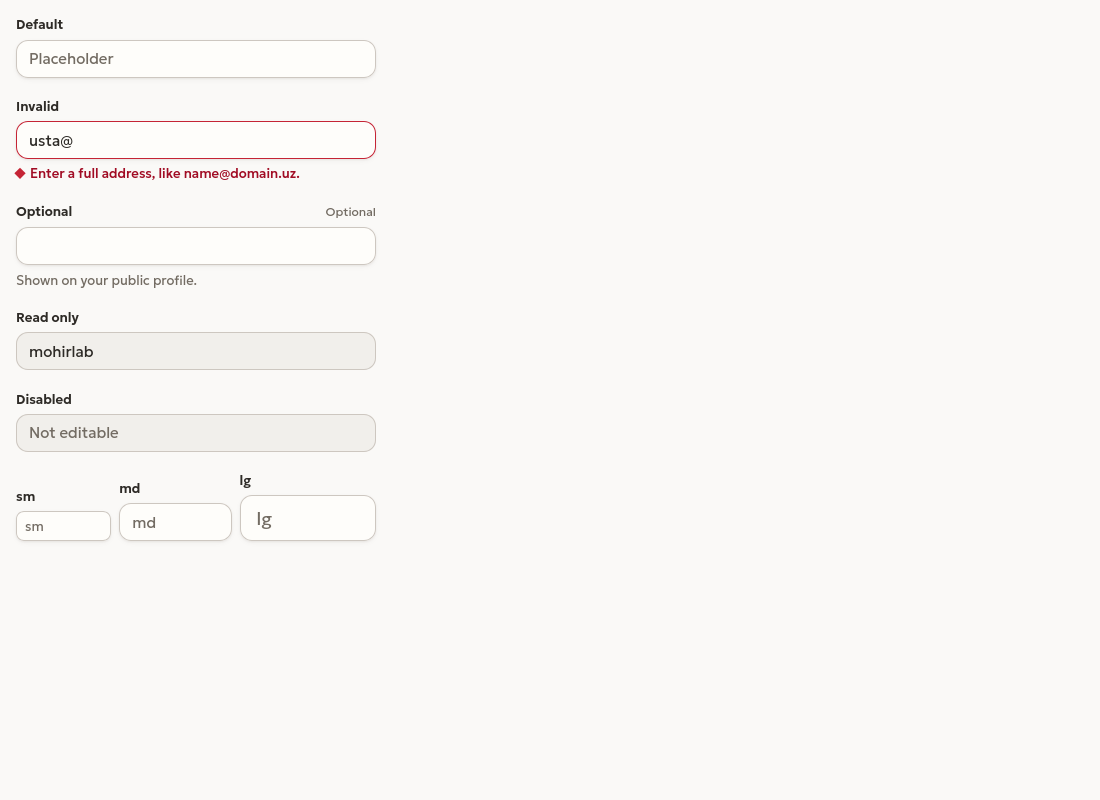 Default
Placeholder
Invalid
usta@
Enter a full address, like name@domain.uz.
Optional Optional
Shown on your public profile.
Read only
mohirlab
Disabled
Not editable
sm md lg
sm md lg